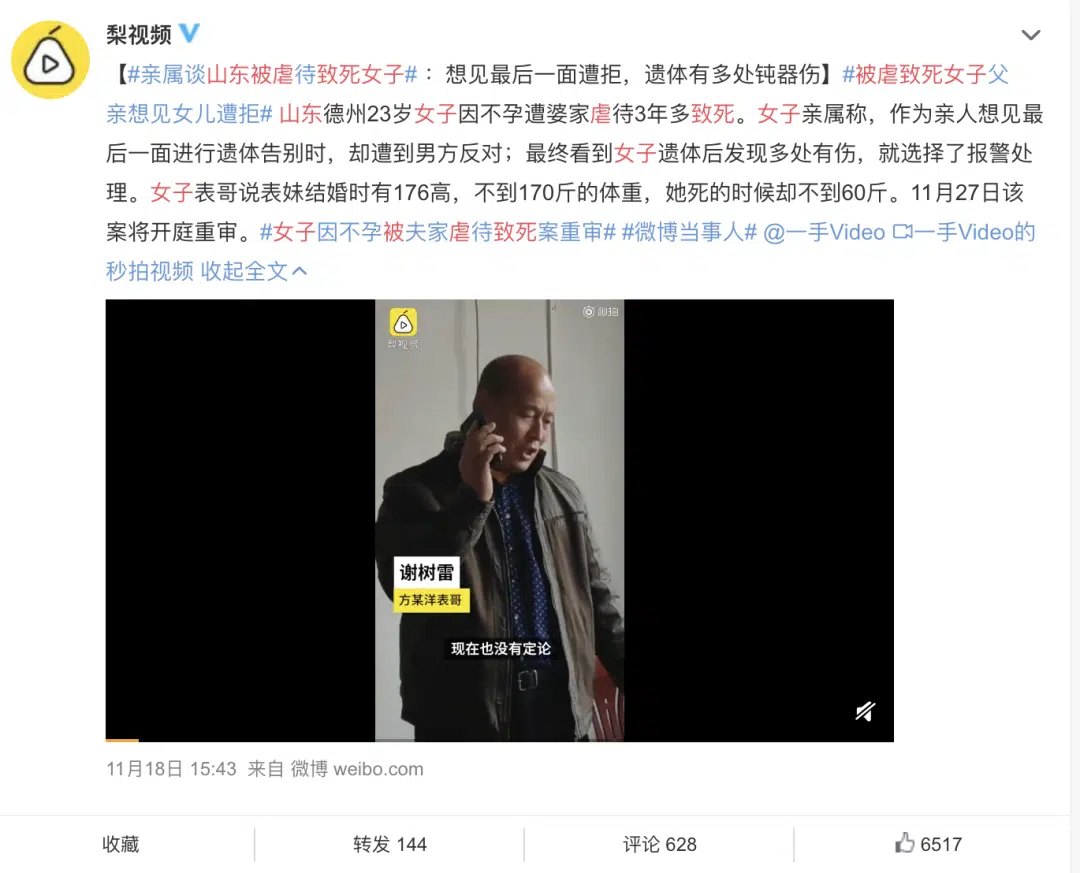 梨视频
【#亲属谈山东被虐待致死女子#：想见最后一面遭拒，遗体有多处钝器伤】#被虐致死女子父
亲想见女儿遭拒# 山东德州23岁女子因不孕遭婆家虐待3年多致死。女子亲属称，作为亲人想见最
后一面进行遗体告别时，却遭到男方反对；最终看到女子遗体后发现多处有伤，就选择了报警处
理。女子表哥说表妹结婚时有176高，不到170斤的体重，她死的时候却不到60斤。11月27日该
案将开庭重审。#女子因不孕被夫家虐待致死案重审# #微博当事人# @一手Video 一手Video的
秒拍视频 收起全文
梨视频
秒拍
谢树雷
方某洋表哥
现在也没有定论
11月18日 15:43 来自 微博 weibo.com
收藏 转发 144 评论 628 6517